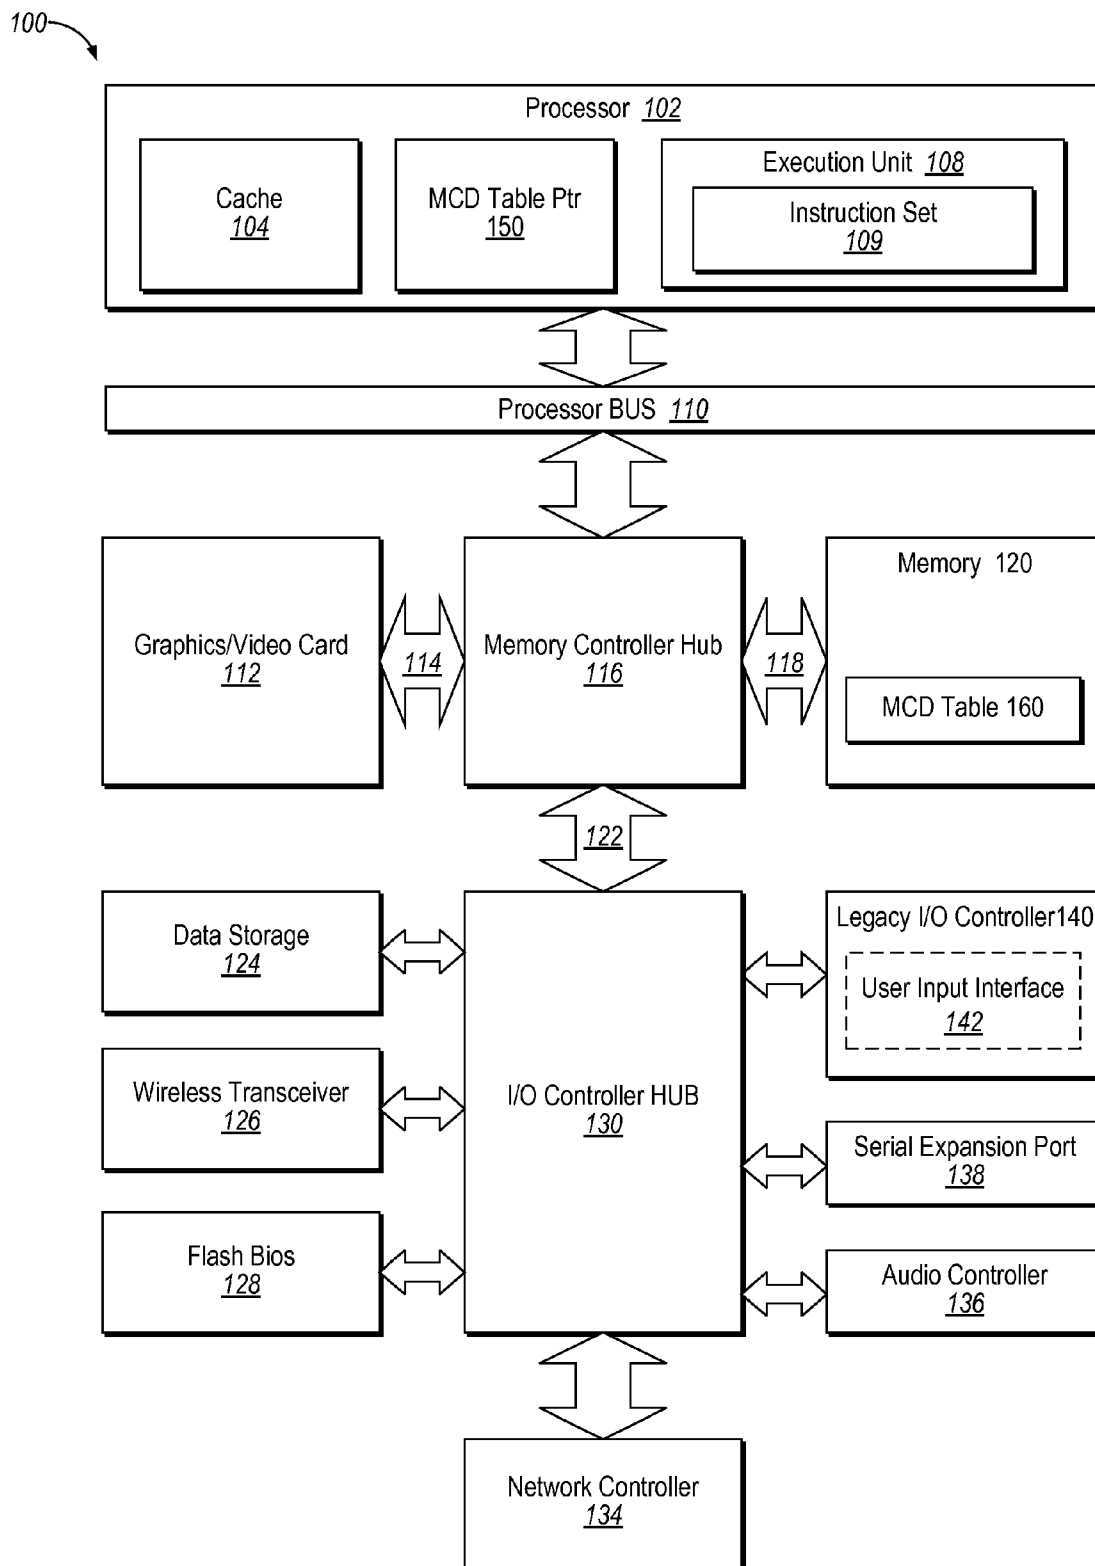 100
Processor 102
Cache
104
MCD Table Ptr
150
Execution Unit 108
Instruction Set
109
Processor BUS 110
Graphics/Video Card
112
114
Memory Controller Hub
116
118
Memory 120
MCD Table 160
122
Data Storage
124
Wireless Transceiver
126
Flash Bios
128
I/O Controller HUB
130
Legacy I/O Controller140
User Input Interface
142
Serial Expansion Port
138
Audio Controller
136
Network Controller
134